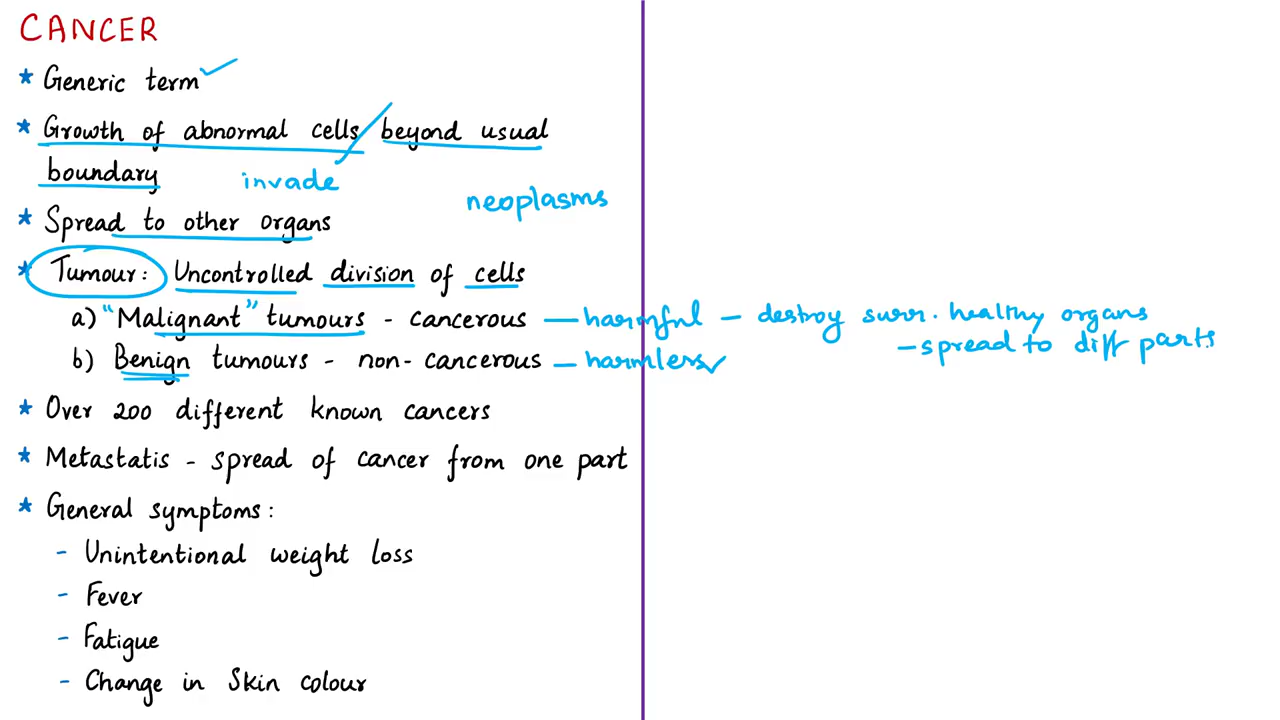 CANCER
* Generic term
* Growth of abnormal cells beyond usual
boundary
invade
neoplasms
* Spread to other organs
* Tumour: Uncontrolled division of cells
a) "Malignant" tumours - cancerous — harmful — destroy surr. healthy organs
- spread to diff parts
b) Benign tumours - non-cancerous — harmless
* Over 200 different known cancers
* Metastatis - spread of cancer from one part
* General symptoms:
- Unintentional weight loss
- Fever
- Fatigue
- Change in Skin colour